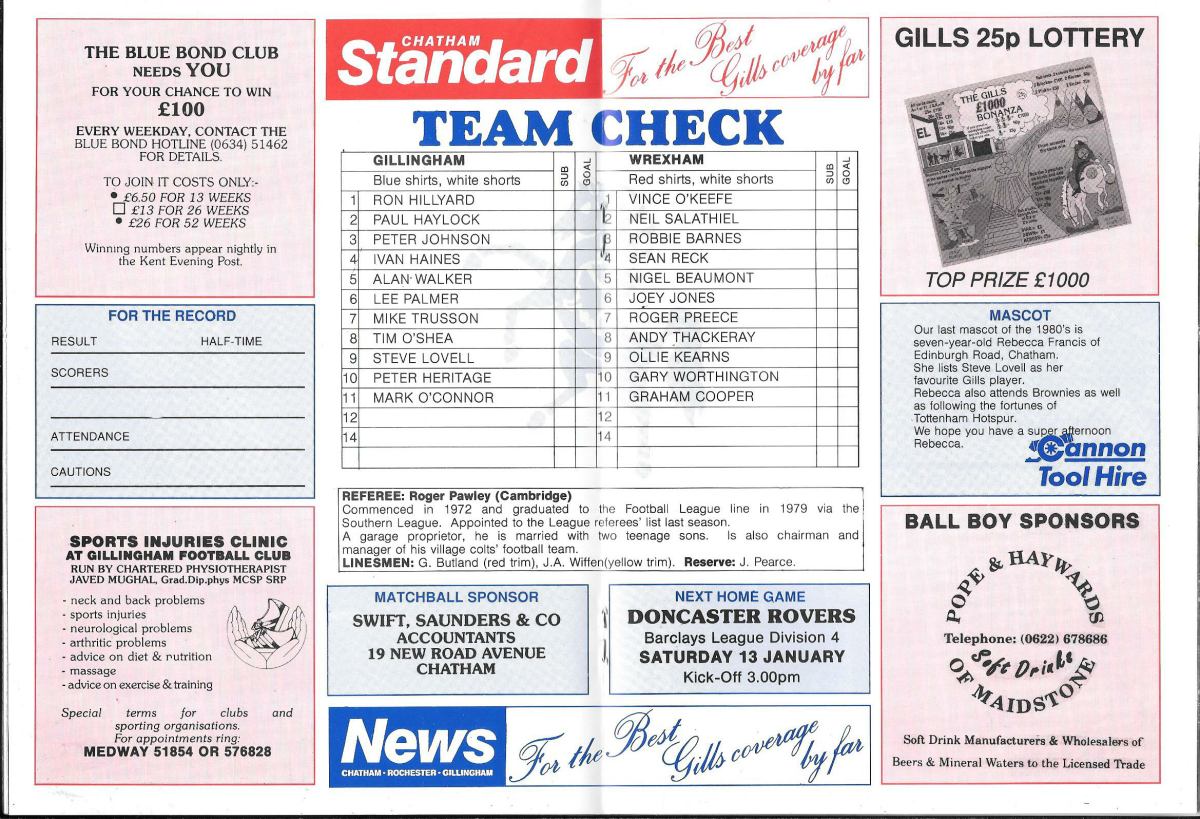 THE BLUE BOND CLUB
NEEDS YOU
FOR YOUR CHANCE TO WIN
£100
EVERY WEEKDAY, CONTACT THE
BLUE BOND HOTLINE (0634) 51462
FOR DETAILS.
TO JOIN IT COSTS ONLY:-
£6.50 FOR 13 WEEKS
£13 FOR 26 WEEKS
£26 FOR 52 WEEKS
Winning numbers appear nightly in
the Kent Evening Post.
FOR THE RECORD
RESULT HALF-TIME
SCORERS
ATTENDANCE
CAUTIONS
SPORTS INJURIES CLINIC
AT GILLINGHAM FOOTBALL CLUB
RUN BY CHARTERED PHYSIOTHERAPIST
JAVED MUGHAL, Grad.Dip.phys MCSP SRP
- neck and back problems
- sports injuries
- neurological problems
- arthritic problems
- advice on diet & nutrition
- massage
- advice on exercise & training
Special terms for clubs and
sporting organisations.
For appointments ring:
MEDWAY 51854 OR 576828
CHATHAM
Standard
For the Best
Gills coverage
by far
TEAM CHECK
GILLINGHAM SUB GOAL WREXHAM SUB GOAL
Blue shirts, white shorts Red shirts, white shorts
1 RON HILLYARD 1 VINCE O'KEEFE
2 PAUL HAYLOCK 2 NEIL SALATHIEL
3 PETER JOHNSON 3 ROBBIE BARNES
4 IVAN HAINES 4 SEAN RECK
5 ALAN WALKER 5 NIGEL BEAUMONT
6 LEE PALMER 6 JOEY JONES
7 MIKE TRUSSON 7 ROGER PREECE
8 TIM O'SHEA 8 ANDY THACKERAY
9 STEVE LOVELL 9 OLLIE KEARNS
10 PETER HERITAGE 10 GARY WORTHINGTON
11 MARK O'CONNOR 11 GRAHAM COOPER
12 12
14 14
REFEREE: Roger Pawley (Cambridge)
Commenced in 1972 and graduated to the Football League line in 1979 via the
Southern League. Appointed to the League referees' list last season.
A garage proprietor, he is married with two teenage sons. Is also chairman and
manager of his village colts' football team.
LINESMEN: G. Butland (red trim), J.A. Wiffen(yellow trim). Reserve: J. Pearce.
MATCHBALL SPONSOR
SWIFT, SAUNDERS & CO
ACCOUNTANTS
19 NEW ROAD AVENUE
CHATHAM
NEXT HOME GAME
DONCASTER ROVERS
Barclays League Division 4
SATURDAY 13 JANUARY
Kick-Off 3.00pm
News
CHATHAM · ROCHESTER · GILLINGHAM
For the Best
Gills coverage
by far
GILLS 25p LOTTERY
THE GILLS
£1000
BONANZA
EL
TOP PRIZE £1000
MASCOT
Our last mascot of the 1980's is
seven-year-old Rebecca Francis of
Edinburgh Road, Chatham.
She lists Steve Lovell as her
favourite Gills player.
Rebecca also attends Brownies as well
as following the fortunes of
Tottenham Hotspur.
We hope you have a super afternoon
Rebecca.
Cannon
Tool Hire
BALL BOY SPONSORS
POPE & HAYWARDS
Telephone: (0622) 678686
Soft Drinks
OF MAIDSTONE
Soft Drink Manufacturers & Wholesalers of
Beers & Mineral Waters to the Licensed Trade